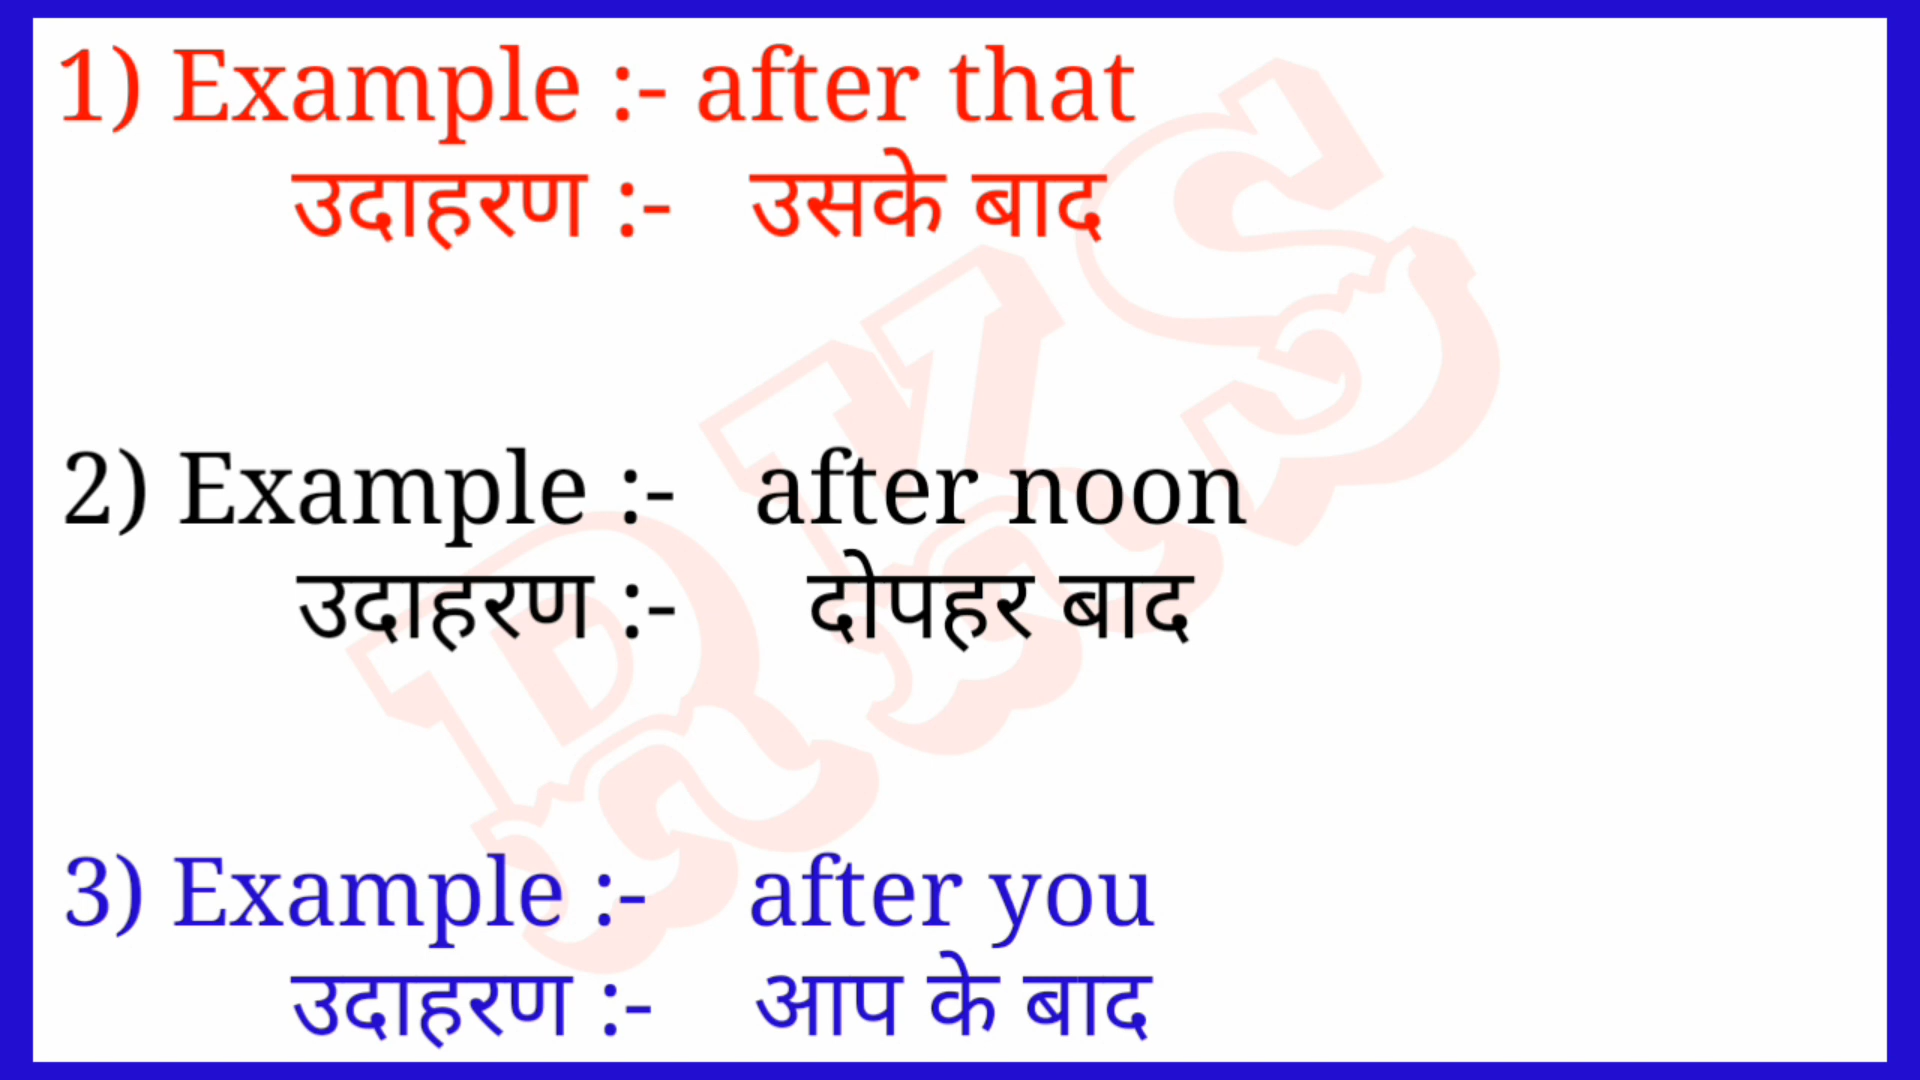 1) Example :- after that
उदाहरण :- उसके बाद
2) Example :- after noon
उदाहरण :- दोपहर बाद
3) Example :- after you
उदाहरण :- आप के बाद
RKS